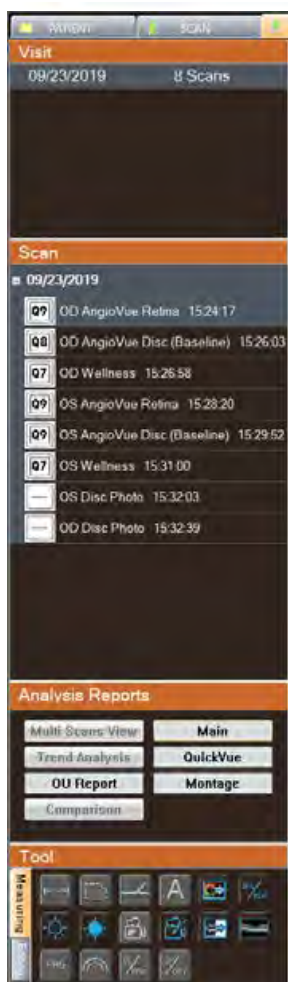 PATIENT SCAN
Visit
09/23/2019 8 Scans
Scan
09/23/2019
Q9 OD AngioVue Retina 15:24:17
Q8 OD AngioVue Disc (Baseline) 15:26:03
Q7 OD Wellness 15:26:58
Q9 OS AngioVue Retina 15:28:20
Q9 OS AngioVue Disc (Baseline) 15:29:52
Q7 OS Wellness 15:31:00
OS Disc Photo 15:32:03
OD Disc Photo 15:32:39
Analysis Reports
Multi Scans View Main
Trend Analysis QuickVue
OU Report Montage
Comparison
Tool
Measuring
A